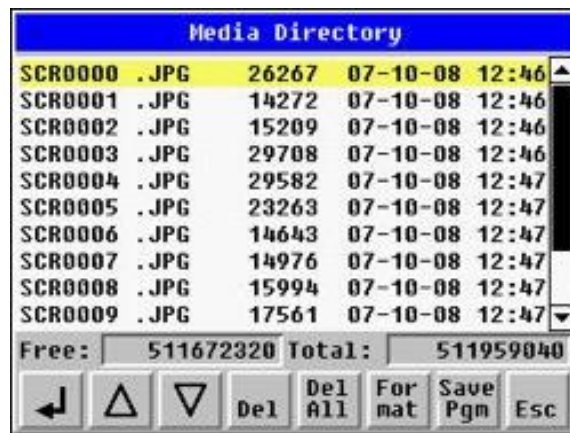 Media Directory
SCR0000 .JPG 26267 07-10-08 12:46
SCR0001 .JPG 14272 07-10-08 12:46
SCR0002 .JPG 15209 07-10-08 12:46
SCR0003 .JPG 29708 07-10-08 12:46
SCR0004 .JPG 29582 07-10-08 12:47
SCR0005 .JPG 23263 07-10-08 12:47
SCR0006 .JPG 14643 07-10-08 12:47
SCR0007 .JPG 14976 07-10-08 12:47
SCR0008 .JPG 15994 07-10-08 12:47
SCR0009 .JPG 17561 07-10-08 12:47
Free: 511672320 Total: 511959040
Del Del All For mat Save Pgm Esc